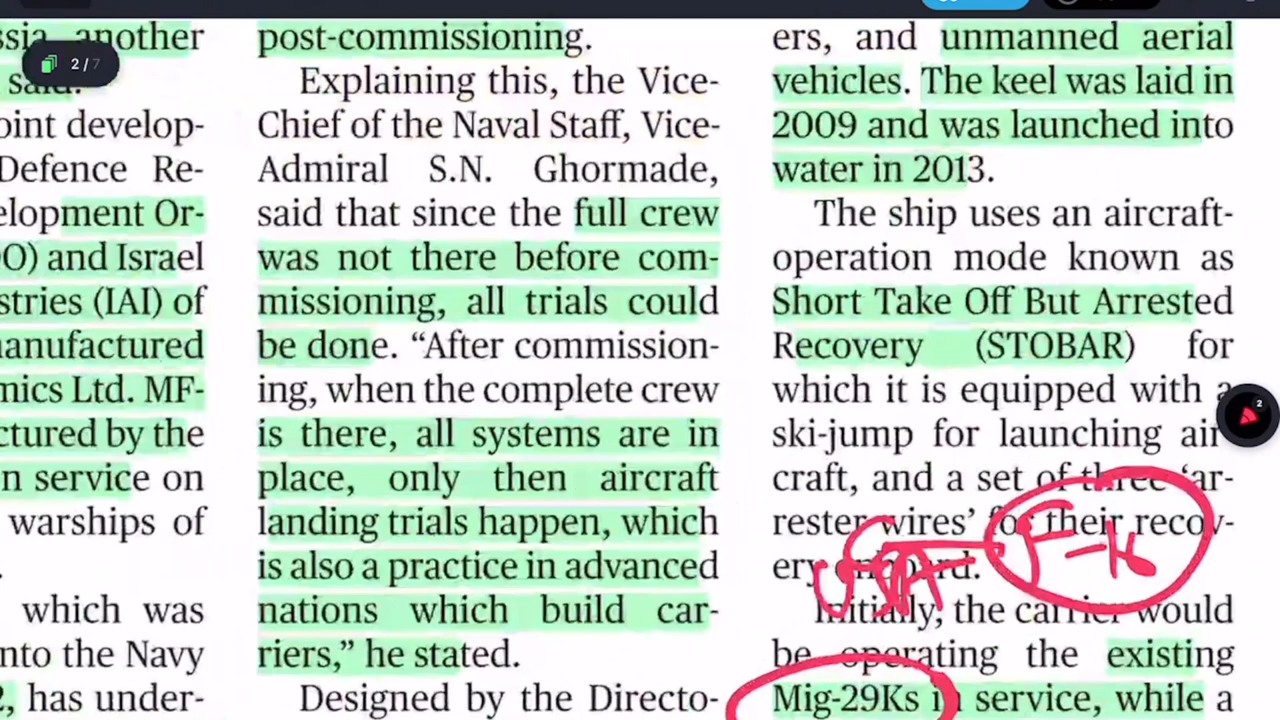 2 / 7
ssia, another
said.
oint develop-
Defence Re-
elopment Or-
O) and Israel
stries (IAI) of
nanufactured
mics Ltd. MF-
ctured by the
n service on
warships of
which was
nto the Navy
2, has under-
post-commissioning.
Explaining this, the Vice-
Chief of the Naval Staff, Vice-
Admiral S.N. Ghormade,
said that since the full crew
was not there before com-
missioning, all trials could
be done. “After commission-
ing, when the complete crew
is there, all systems are in
place, only then aircraft
landing trials happen, which
is also a practice in advanced
nations which build car-
riers,” he stated.
Designed by the Directo-
ers, and unmanned aerial
vehicles. The keel was laid in
2009 and was launched into
water in 2013.
The ship uses an aircraft-
operation mode known as
Short Take Off But Arrested
Recovery (STOBAR) for
which it is equipped with a
ski-jump for launching air
craft, and a set of three ‘ar-
rester wires’ for their recov-
ery onboard.
Initially, the carrier would
be operating the existing
Mig-29Ks in service, while a
2